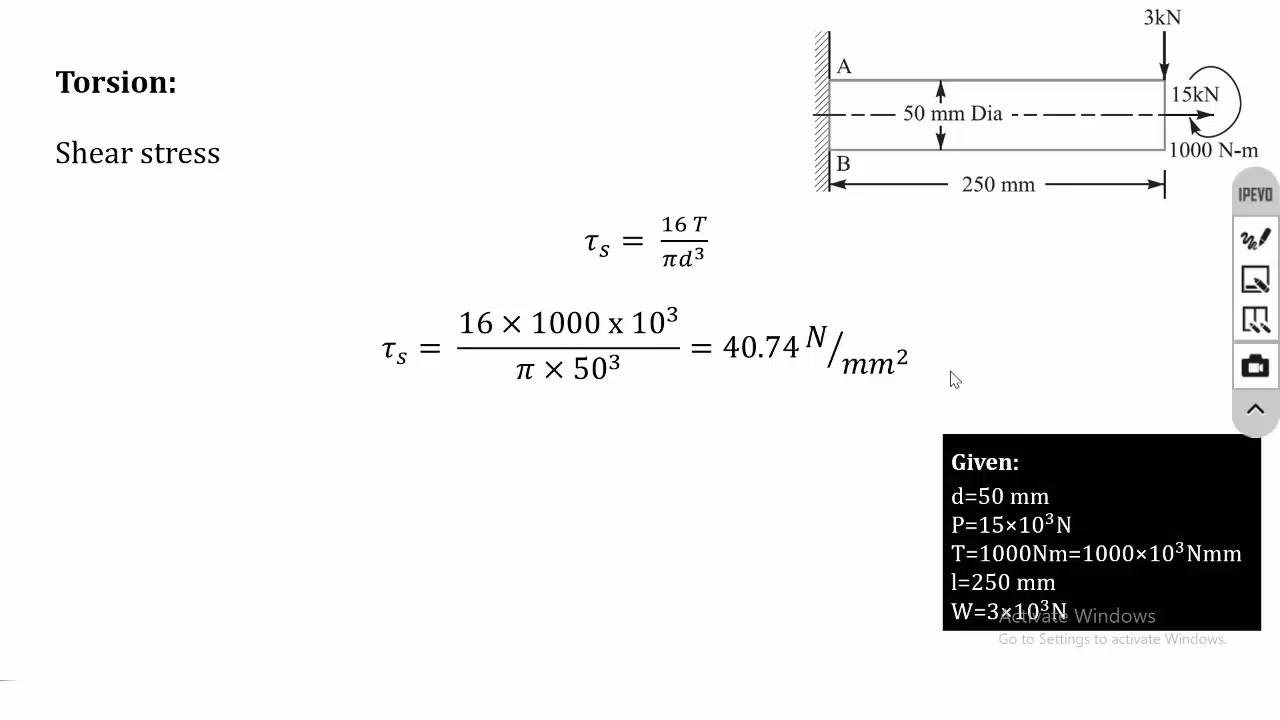 Torsion:
Shear stress
3kN
A
15kN
50 mm Dia
1000 N-m
B
250 mm
IPEVO
τₛ = 16 T / πd³
τₛ = 16 × 1000 x 10³ / π × 50³ = 40.74 N/mm²
Given:
d=50 mm
P=15×10³N
T=1000Nm=1000×10³Nmm
l=250 mm
W=3×10³N
Activate Windows
Go to Settings to activate Windows.